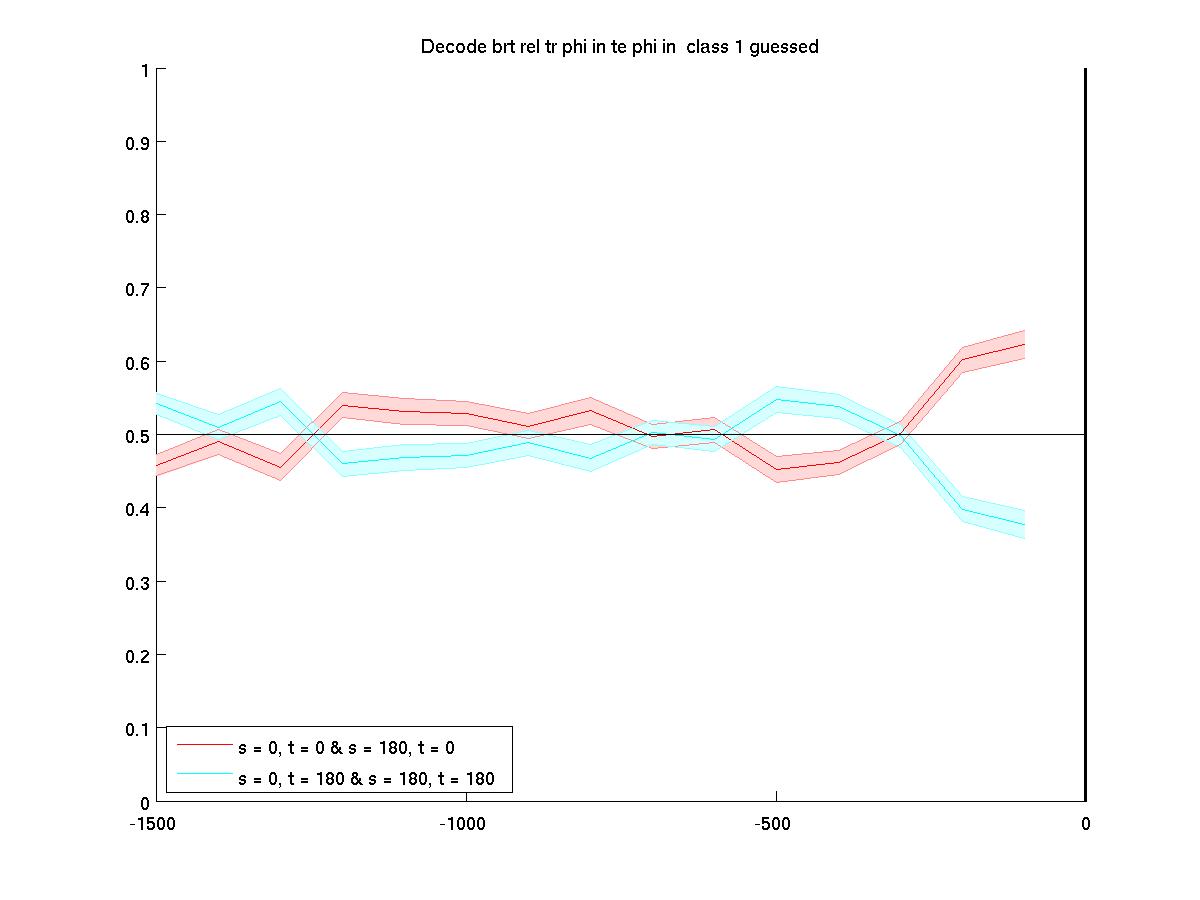 Decode brt rel tr phi in te phi in  class 1 guessed
1
0.9
0.8
0.7
0.6
0.5
0.4
0.3
0.2
0.1
0
s = 0, t = 0 & s = 180, t = 0
s = 0, t = 180 & s = 180, t = 180
-1500 -1000 -500 0